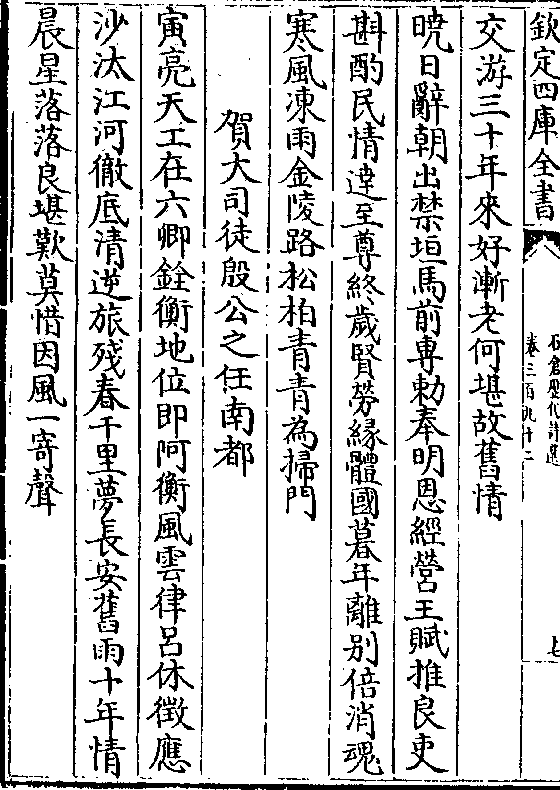 欽定四庫全書
石倉歷代詩選
卷三百九十二
交游三十年來好漸老何堪故舊情
曉日辭朝出禁垣馬前專勅奉明恩經營王賦推良吏
斟酌民情達至尊終歲賢勞緣體國暮年離别倍消魂
寒風凍雨金陵路松柏青青為掃門
賀大司徒殷公之任南都
寅亮天工在六卿銓衡地位即阿衡風雲律呂休徵應
沙汰江河徹底清逆旅殘春千里夢長安舊雨十年情
晨星落落良堪歎莫惜因風一寄聲